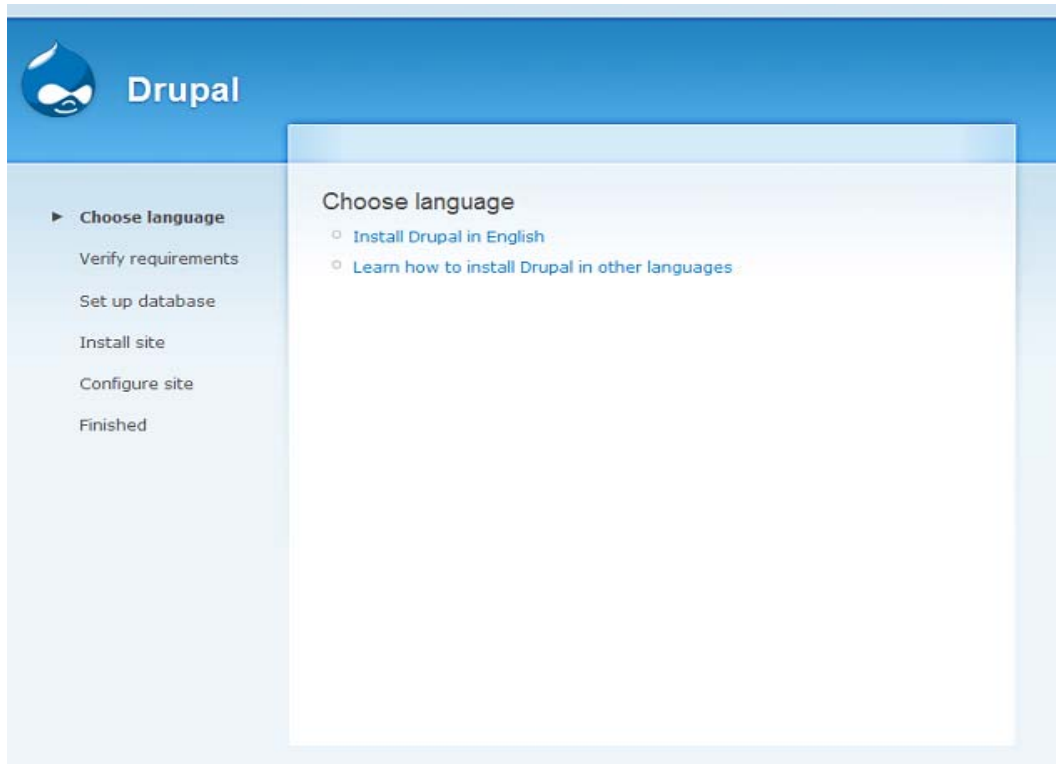 Drupal
Choose language
Verify requirements
Set up database
Install site
Configure site
Finished
Choose language
Install Drupal in English
Learn how to install Drupal in other languages